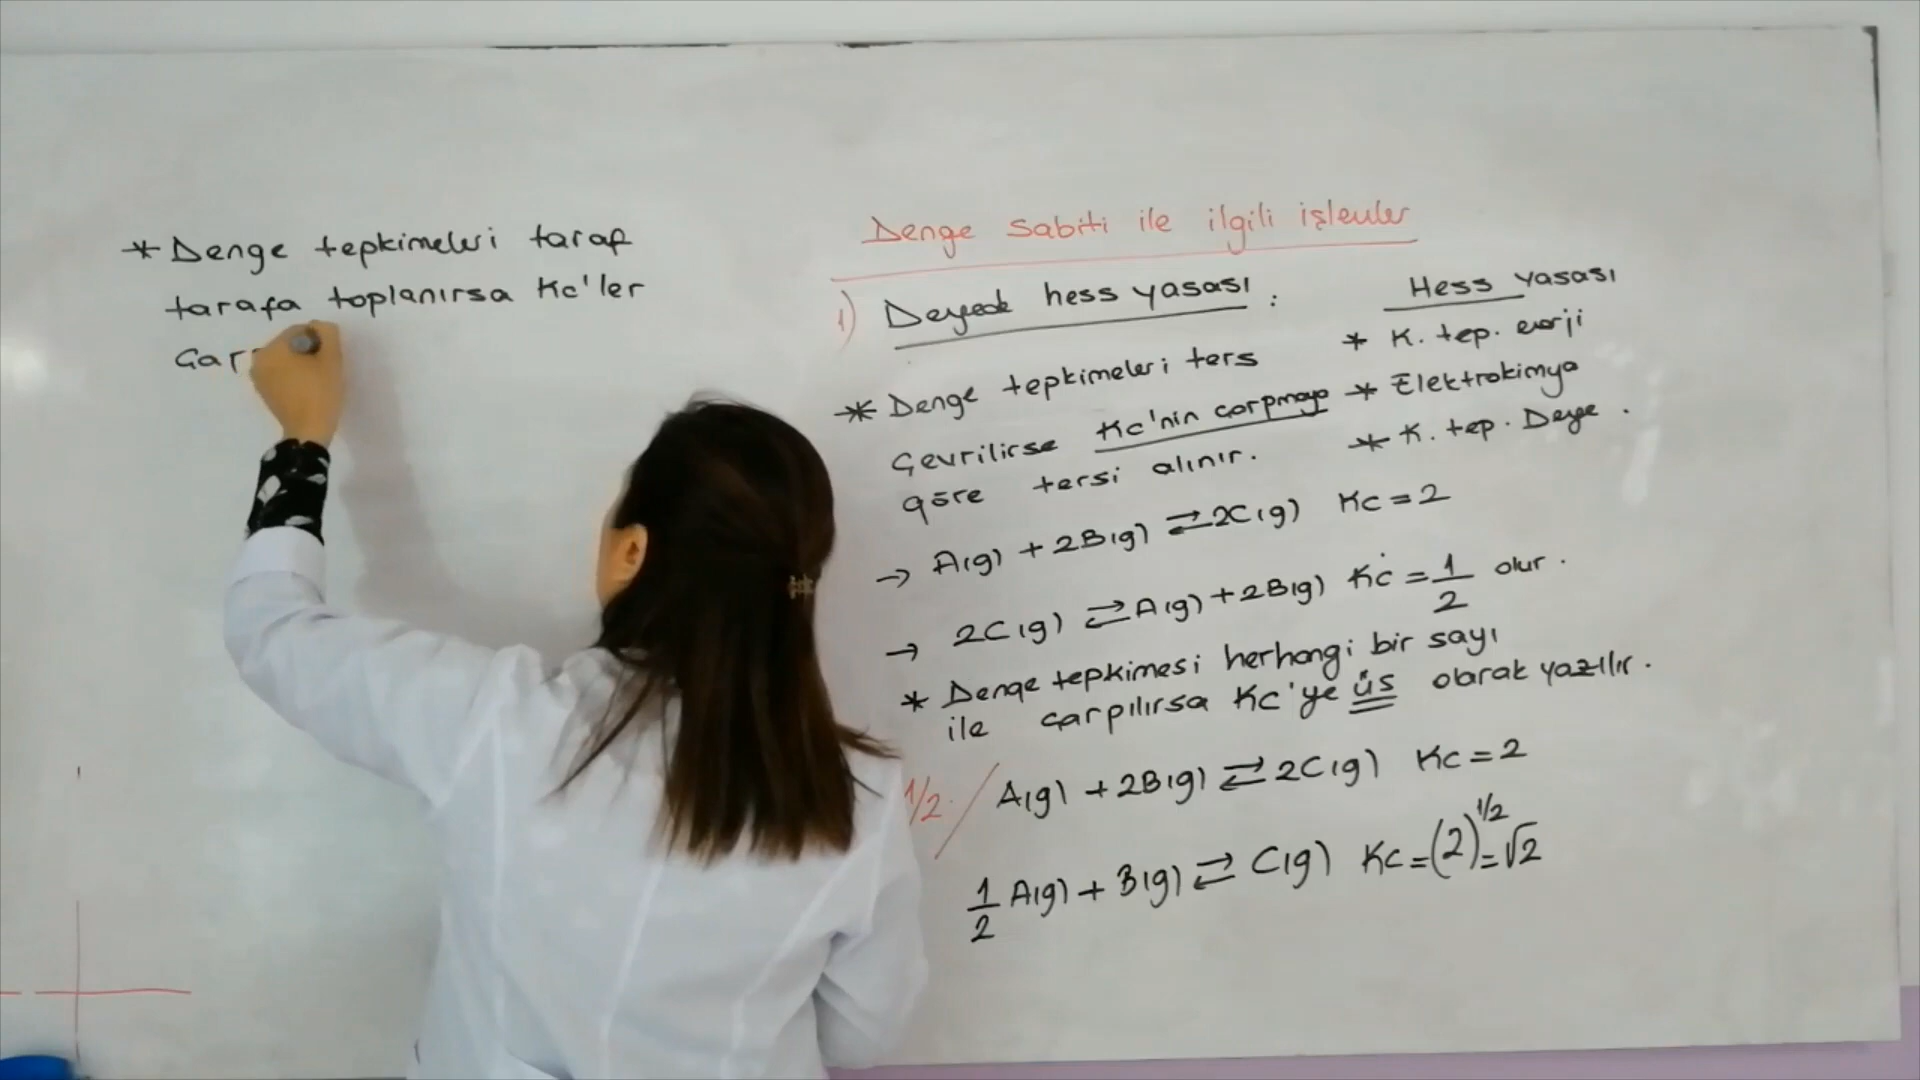 Denge sabiti ile ilgili işlemler
1) Dengede hess yasası :
* Denge tepkimeleri ters
çevrilirse Kc'nin çarpmaya
göre tersi alınır.
Hess yasası
* K. tep. enerji
* Elektrokimya
* K. tep. Denge.
→ A(g) + 2B(g) ⇄ 2C(g) Kc = 2
→ 2C(g) ⇄ A(g) + 2B(g) Kc = 1/2 olur.
* Denge tepkimesi herhangi bir sayı
ile çarpılırsa Kc'ye üs olarak yazılır.
1/2. / A(g) + 2B(g) ⇄ 2C(g) Kc = 2
1/2 A(g) + B(g) ⇄ C(g) Kc = (2)^1/2 = √2
* Denge tepkimeleri taraf
tarafa toplanırsa Kc'ler